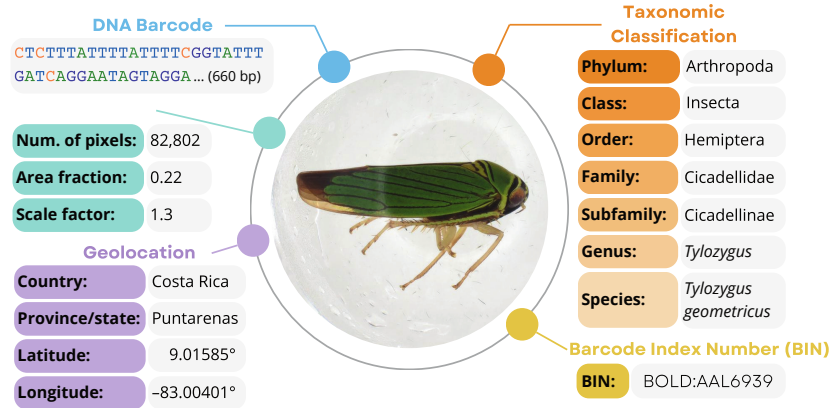 DNA Barcode
CTCTTTATTTTATTTTCGGTATTT
GATCAGGAATAGTAGGA... (660 bp)
Num. of pixels: 82,802
Area fraction: 0.22
Scale factor: 1.3
Geolocation
Country: Costa Rica
Province/state: Puntarenas
Latitude: 9.01585°
Longitude: –83.00401°
Taxonomic
Classification
Phylum: Arthropoda
Class: Insecta
Order: Hemiptera
Family: Cicadellidae
Subfamily: Cicadellinae
Genus: Tylozygus
Species: Tylozygus
geometricus
Barcode Index Number (BIN)
BIN: BOLD:AAL6939